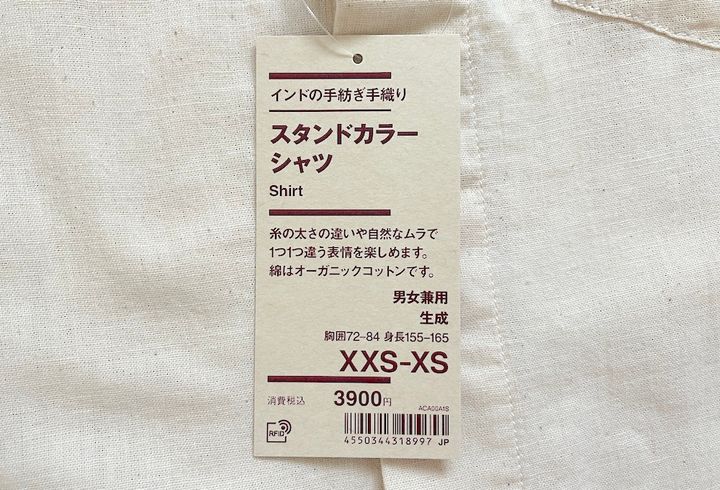 インドの手紡ぎ手織り
スタンドカラー
シャツ
Shirt
糸の太さの違いや自然なムラで
1つ1つ違う表情を楽しめます。
綿はオーガニックコットンです。
男女兼用
生成
胸囲72-84 身長155-165
XXS-XS
消費税込 3900円
ACA00A1S
RFID
4550344318997 JP